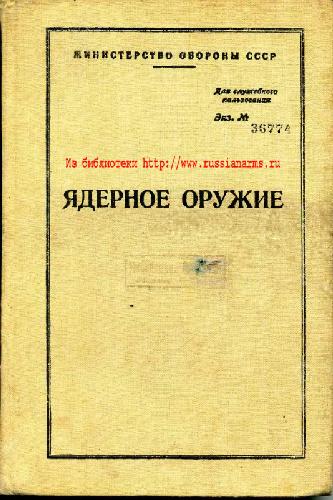 МИНИСТЕРСТВО ОБОРОНЫ СССР
Для служебного
пользования
Экз. №
36774
Из библиотеки http://www.russianarms.ru
ЯДЕРНОЕ ОРУЖИЕ